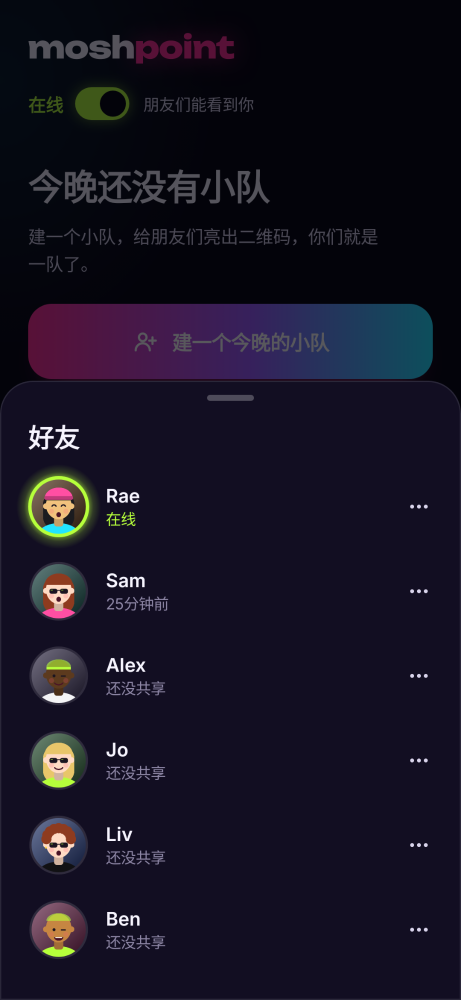 moshpoint
在线
朋友们能看到你
今晚还没有小队
建一个小队，给朋友们亮出二维码，你们就是
一队了。
建一个今晚的小队
好友
Rae
在线
Sam
25分钟前
Alex
还没共享
Jo
还没共享
Liv
还没共享
Ben
还没共享